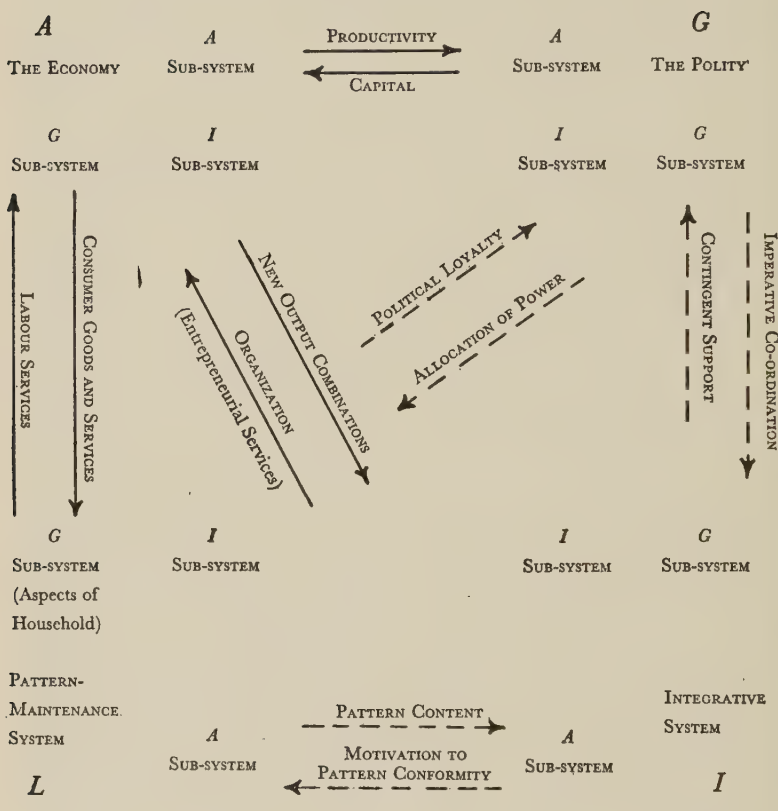 A
THE ECONOMY
A
SUB-SYSTEM
PRODUCTIVITY
CAPITAL
A
SUB-SYSTEM
G
THE POLITY
G
SUB-SYSTEM
I
SUB-SYSTEM
I
SUB-SYSTEM
G
SUB-SYSTEM
LABOUR SERVICES
CONSUMER GOODS AND SERVICES
NEW OUTPUT COMBINATIONS
ORGANIZATION
(Entrepreneurial Services)
POLITICAL LOYALTY
ALLOCATION OF POWER
CONTINGENT SUPPORT
IMPERATIVE CO-ORDINATION
G
SUB-SYSTEM
(Aspects of
Household)
I
SUB-SYSTEM
I
SUB-SYSTEM
G
SUB-SYSTEM
PATTERN-
MAINTENANCE
SYSTEM
L
A
SUB-SYSTEM
PATTERN CONTENT
MOTIVATION TO
PATTERN CONFORMITY
A
SUB-SYSTEM
INTEGRATIVE
SYSTEM
I